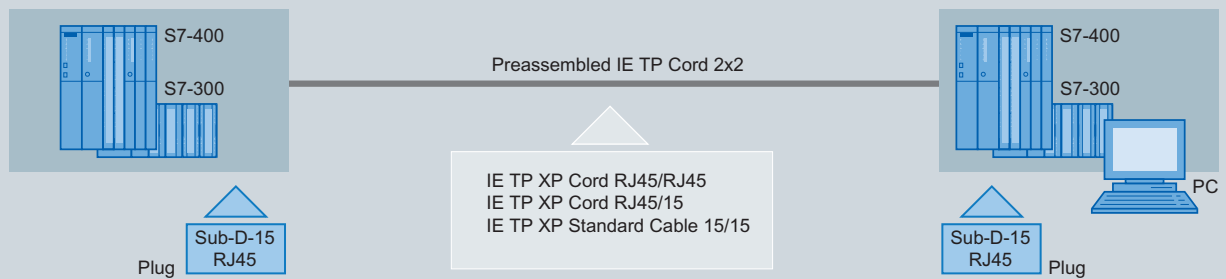 S7-400
S7-300
Preassembled IE TP Cord 2x2
S7-400
S7-300
PC
IE TP XP Cord RJ45/RJ45
IE TP XP Cord RJ45/15
IE TP XP Standard Cable 15/15
Sub-D-15
RJ45
Plug
Sub-D-15
RJ45
Plug